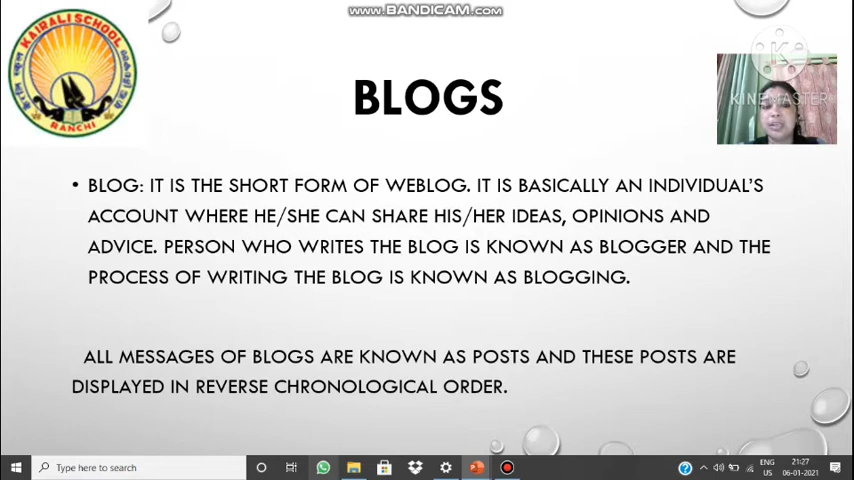 WWW.BANDICAM.COM
KAIRALI SCHOOL
RANCHI
KINEMASTER
BLOGS
• BLOG: IT IS THE SHORT FORM OF WEBLOG. IT IS BASICALLY AN INDIVIDUAL'S
ACCOUNT WHERE HE/SHE CAN SHARE HIS/HER IDEAS, OPINIONS AND
ADVICE. PERSON WHO WRITES THE BLOG IS KNOWN AS BLOGGER AND THE
PROCESS OF WRITING THE BLOG IS KNOWN AS BLOGGING.
ALL MESSAGES OF BLOGS ARE KNOWN AS POSTS AND THESE POSTS ARE
DISPLAYED IN REVERSE CHRONOLOGICAL ORDER.
Type here to search
ENG
US
21:27
06-01-2021